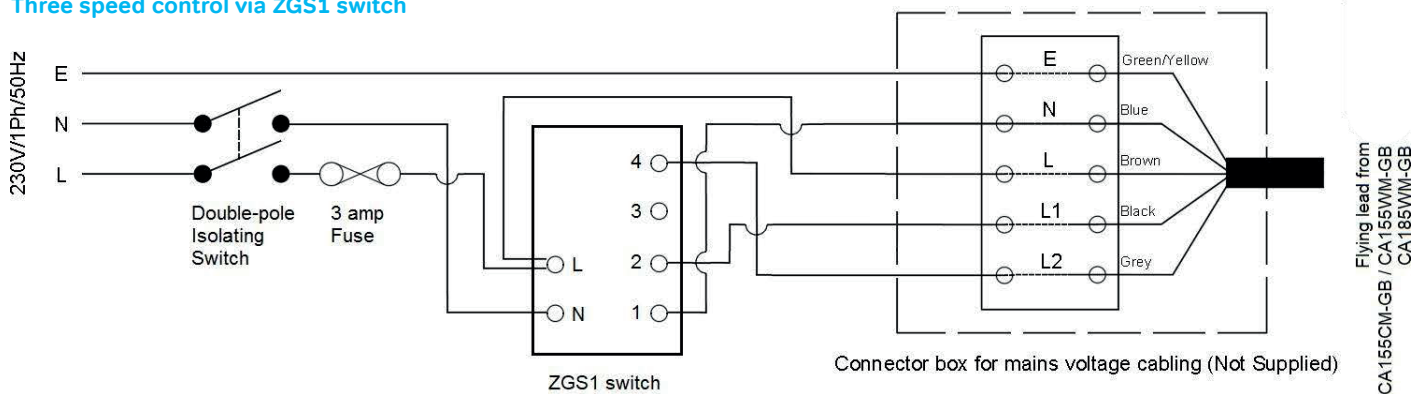 Three speed control via ZGS1 switch
230V/1Ph/50Hz
E
N
L
Double-pole
Isolating
Switch
3 amp
Fuse
4
3
2
1
L
N
ZGS1 switch
E
N
L
L1
L2
Green/Yellow
Blue
Brown
Black
Grey
Connector box for mains voltage cabling (Not Supplied)
Flying lead from
CA155CM-GB / CA155WM-GB
CA185WM-GB